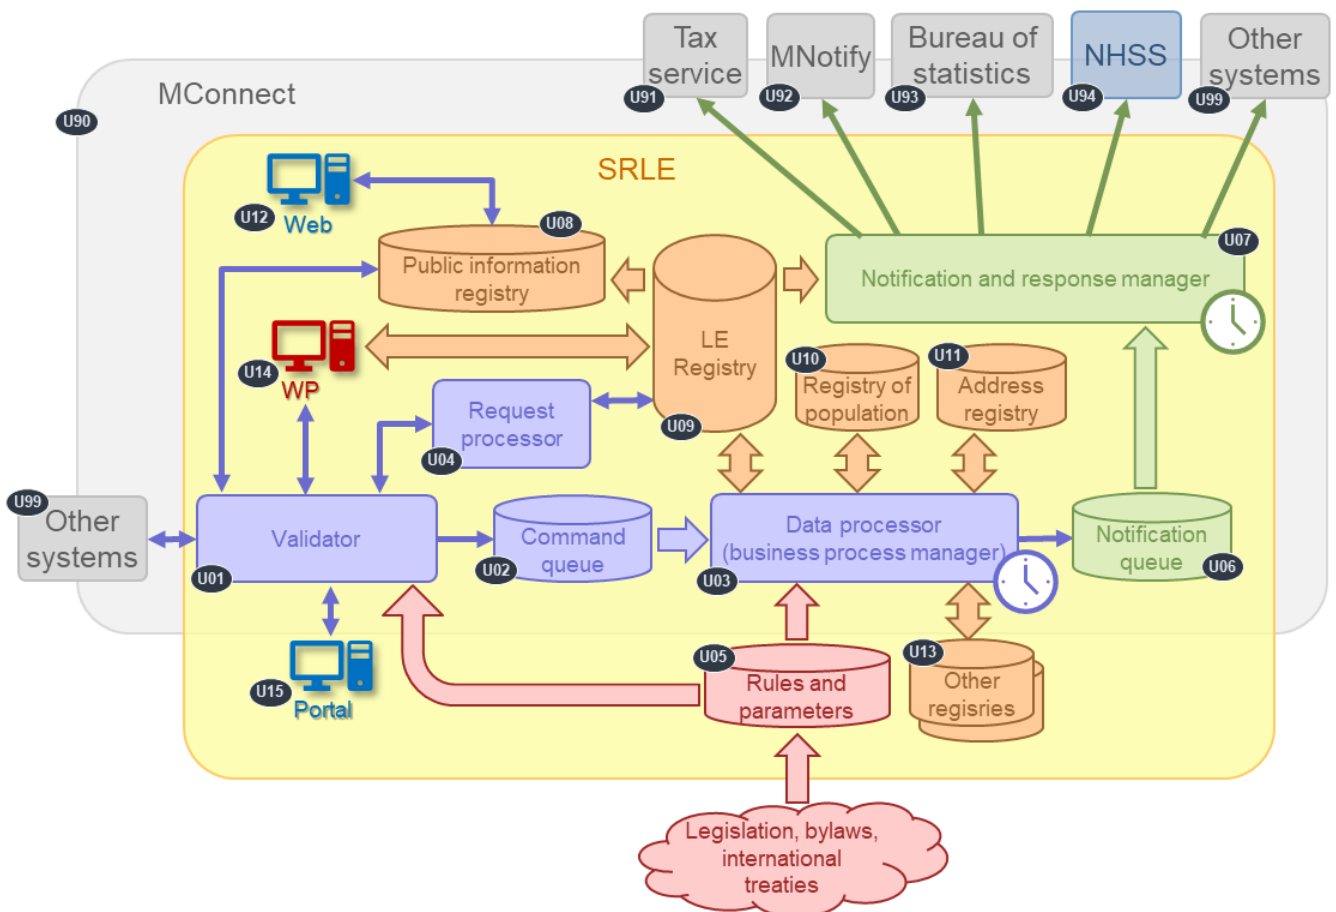 Tax
service
U91
MNotify
U92
Bureau of
statistics
U93
NHSS
U94
Other
systems
U99
MConnect
U90
SRLE
Web
U12
U08
Public information
registry
U07
Notification and response manager
U14
WP
LE
Registry
U09
U10
Registry of
population
U11
Address
registry
Request
processor
U04
U99
Other
systems
Validator
U01
Command
queue
U02
Data processor
(business process manager)
U03
Notification
queue
U06
U15
Portal
U05
Rules and
parameters
U13
Other
regisries
Legislation, bylaws,
international
treaties